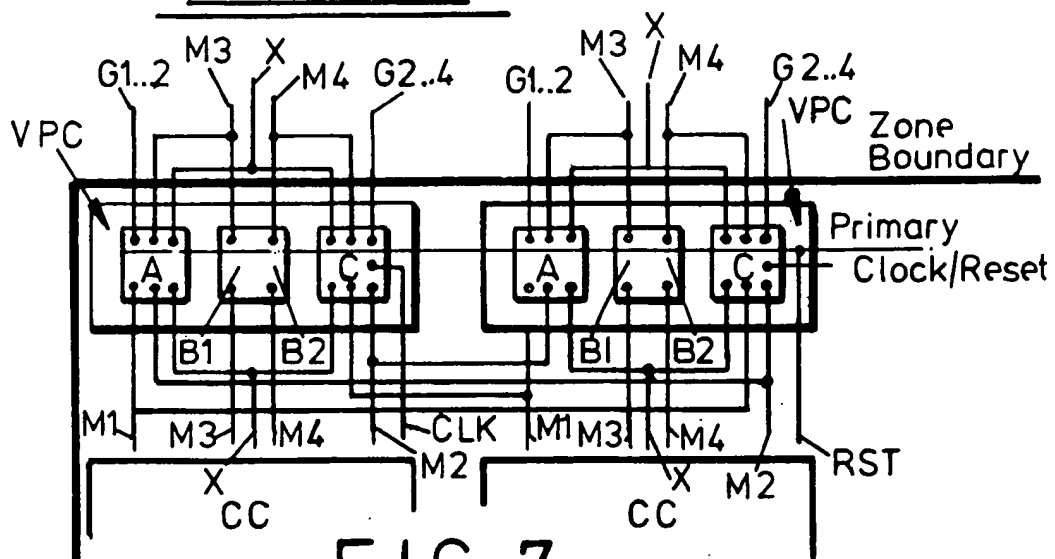 M3 X M4 M3 X M4
G1..2 G2..4 G1..2 G2..4
VPC VPC
Zone
Boundary
Primary
A C A C Clock/Reset
B1 B2 B1 B2
M1 M3 X M4 CLK M1 M3 X M4
M2 M2 RST
CC CC